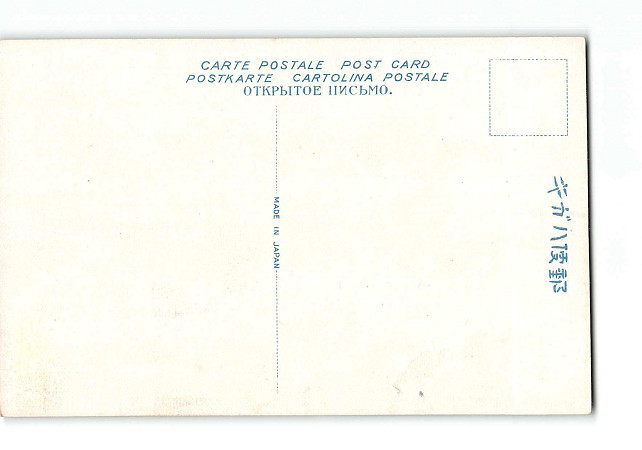 CARTE POSTALE POST CARD
POSTKARTE CARTOLINA POSTALE
ОТКРЫТОЕ ПИСЬМО.
MADE IN JAPAN
郵便ハガキ